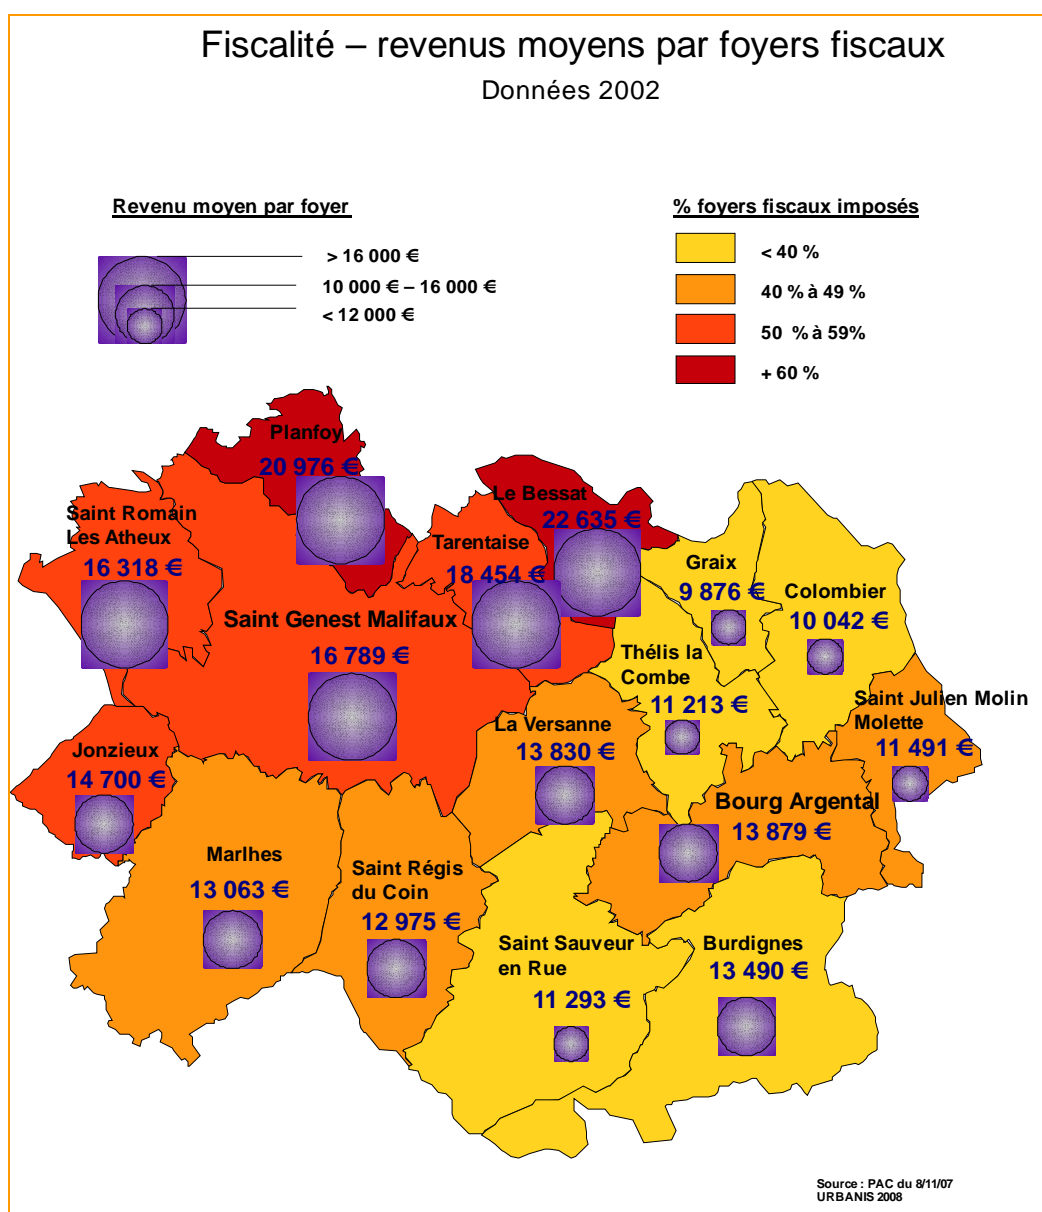 Fiscalité – revenus moyens par foyers fiscaux
Données 2002
Revenu moyen par foyer
> 16 000 €
10 000 € – 16 000 €
< 12 000 €
% foyers fiscaux imposés
< 40 %
40 % à 49 %
50 % à 59%
+ 60 %
Planfoy
20 976 €
Le Bessat
22 635 €
Saint Romain
Les Atheux
16 318 €
Tarentaise
18 454 €
Graix
9 876 €
Colombier
10 042 €
Saint Genest Malifaux
16 789 €
Thélis la
Combe
11 213 €
Saint Julien Molin
Molette
11 491 €
La Versanne
13 830 €
Jonzieux
14 700 €
Bourg Argental
13 879 €
Marlhes
13 063 €
Saint Régis
du Coin
12 975 €
Saint Sauveur
en Rue
11 293 €
Burdignes
13 490 €
Source : PAC du 8/11/07
URBANIS 2008